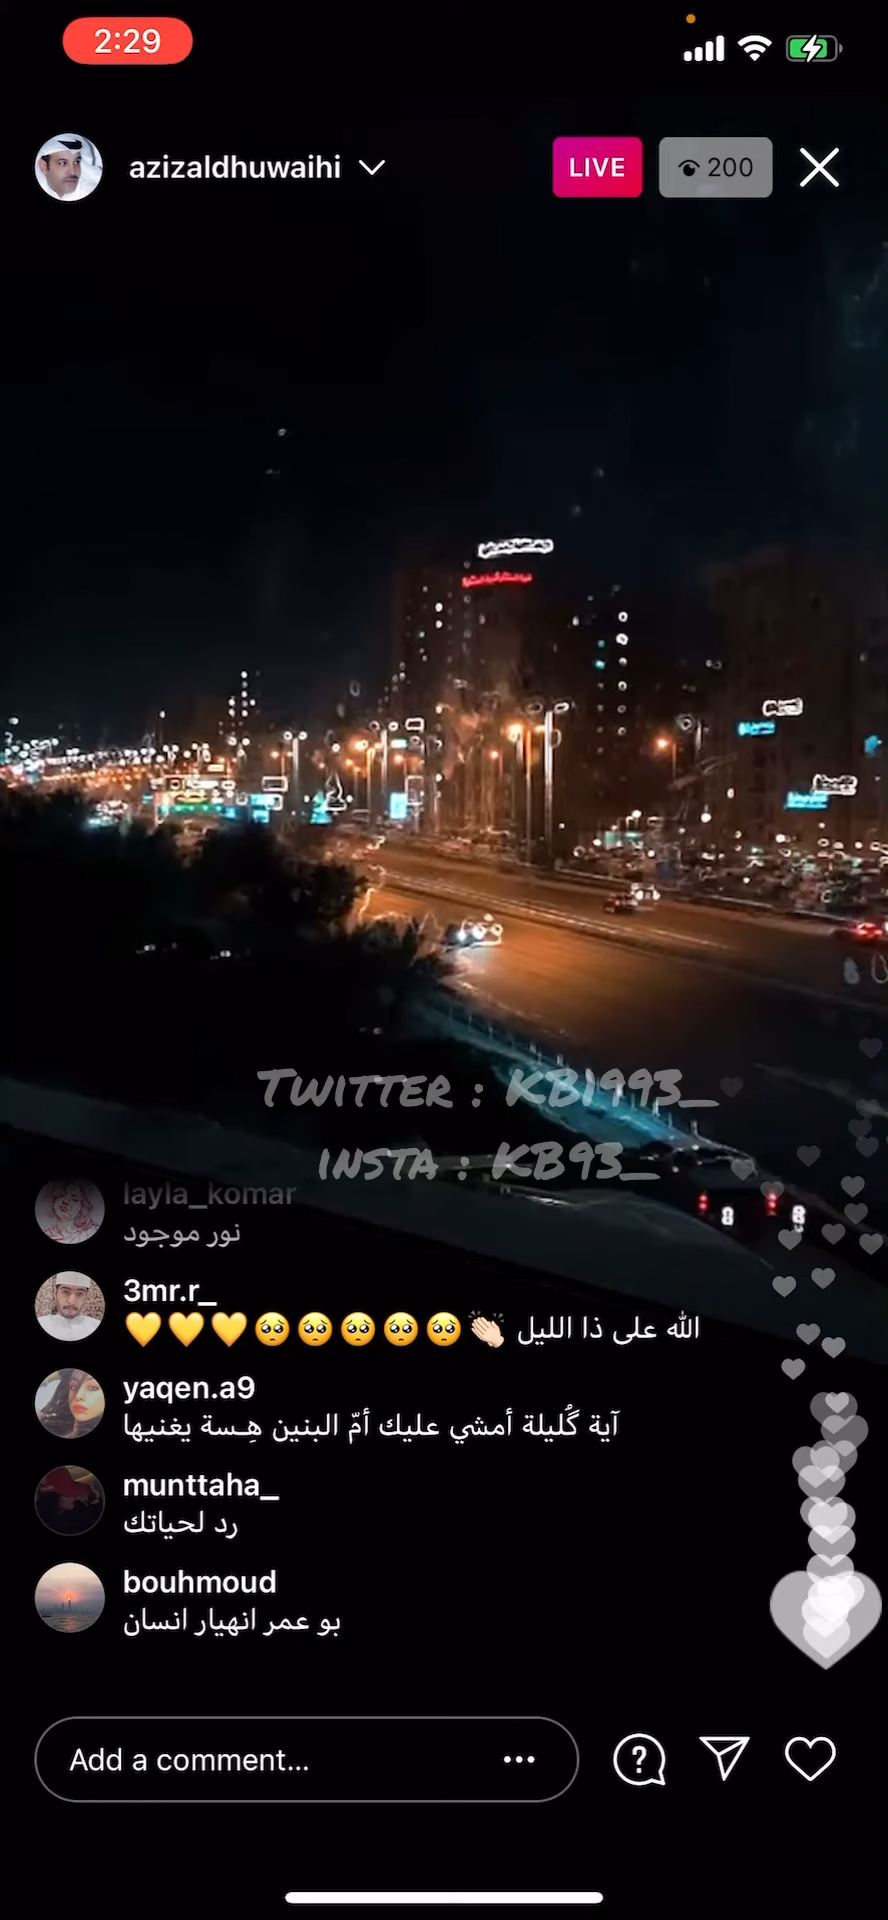 2:29
azizaldhuwaihi
LIVE
200
TWITTER : KB1993_
INSTA : KB93_
layla_komar
نور موجود
3mr.r_
الله على ذا الليل 👏🏻🥺🥺🥺🥺🥺💛💛💛
yaqen.a9
آية گُليلة أمشي عليك أمّ البنين هِـسة يغنيها
munttaha_
رد لحياتك
bouhmoud
بو عمر انهيار انسان
Add a comment...